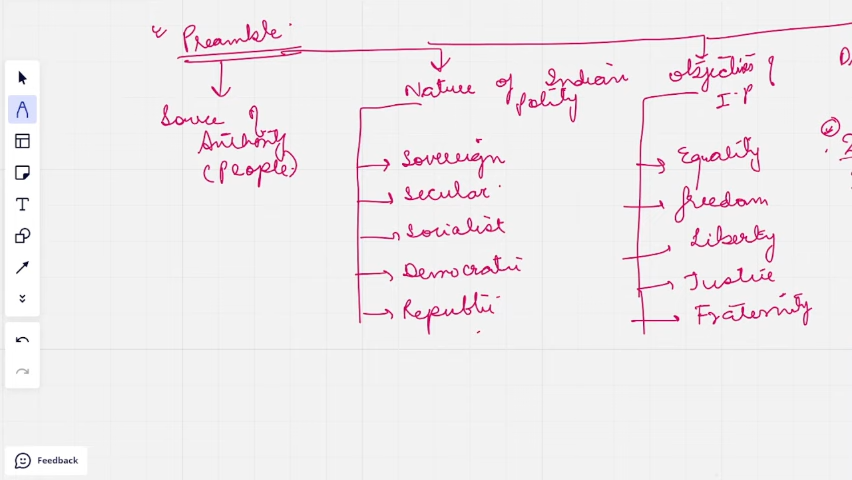 Preamble
Source of
Authority
(People)
Nature of Indian
Polity
Sovereign
Secular
Socialist
Democratic
Republic
Objectives of
I.P
Equality
freedom
Liberty
Justice
Fraternity
Feedback